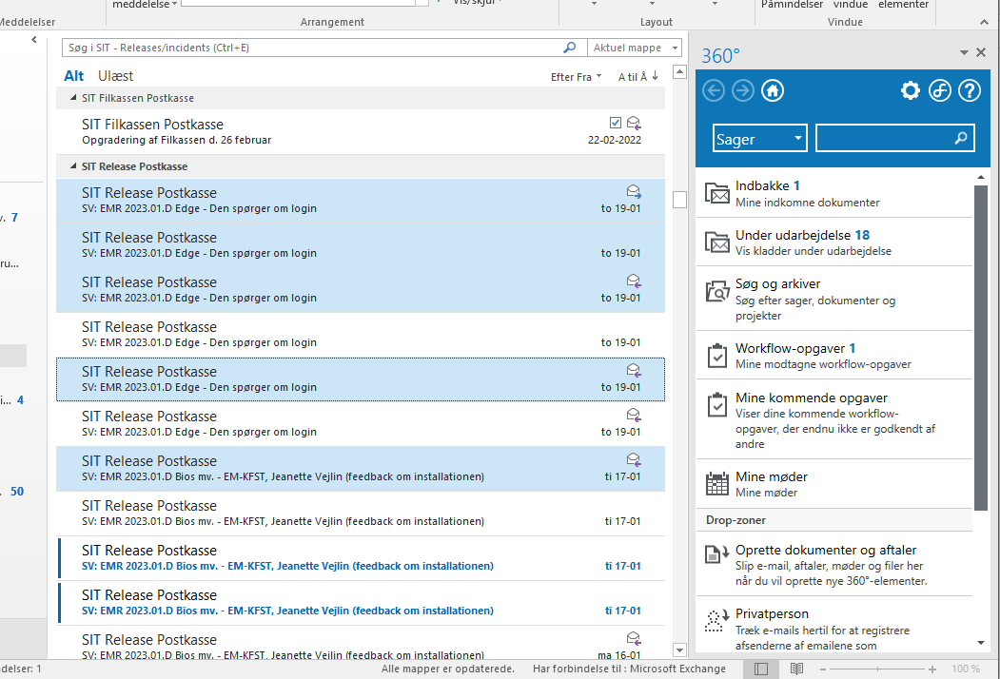 meddelelse
Vis/skjul
Påmindelser vindue elementer
Meddelelser
Arrangement
Layout
Vindue
Søg i SIT - Releases/incidents (Ctrl+E)
Aktuel mappe
Alt Ulæst
Efter Fra
A til Å
SIT Filkassen Postkasse
SIT Filkassen Postkasse
Opgradering af Filkassen d. 26 februar
22-02-2022
SIT Release Postkasse
SIT Release Postkasse
SV: EMR 2023.01.D Edge - Den spørger om login
to 19-01
SIT Release Postkasse
SV: EMR 2023.01.D Edge - Den spørger om login
to 19-01
SIT Release Postkasse
SV: EMR 2023.01.D Edge - Den spørger om login
to 19-01
SIT Release Postkasse
SV: EMR 2023.01.D Edge - Den spørger om login
to 19-01
SIT Release Postkasse
SV: EMR 2023.01.D Edge - Den spørger om login
to 19-01
SIT Release Postkasse
SV: EMR 2023.01.D Edge - Den spørger om login
to 19-01
SIT Release Postkasse
SV: EMR 2023.01.D Bios mv. - EM-KFST, Jeanette Vejlin (feedback om installationen)
ti 17-01
SIT Release Postkasse
SV: EMR 2023.01.D Bios mv. - EM-KFST, Jeanette Vejlin (feedback om installationen)
ti 17-01
SIT Release Postkasse
SV: EMR 2023.01.D Bios mv. - EM-KFST, Jeanette Vejlin (feedback om installationen)
ti 17-01
SIT Release Postkasse
SV: EMR 2023.01.D Bios mv. - EM-KFST, Jeanette Vejlin (feedback om installationen)
ti 17-01
SIT Release Postkasse
SV: EMR 2023.01.D Bios mv. - EM-KFST, Jeanette Vejlin (feedback om installationen)
ma 16-01
v. 7
ru...
i... 4
. 50
360°
Sager
Indbakke 1
Mine indkomne dokumenter
Under udarbejdelse 18
Vis kladder under udarbejdelse
Søg og arkiver
Søg efter sager, dokumenter og
projekter
Workflow-opgaver 1
Mine modtagne workflow-opgaver
Mine kommende opgaver
Viser dine kommende workflow-
opgaver, der endnu ikke er godkendt af
andre
Mine møder
Mine møder
Drop-zoner
Oprette dokumenter og aftaler
Slip e-mail, aftaler, møder og filer her
når du vil oprette nye 360°-elementer.
Privatperson
Træk e-mails hertil for at registrere
afsenderne af emailene som
delser: 1
Alle mapper er opdaterede.
Har forbindelse til : Microsoft Exchange
100 %